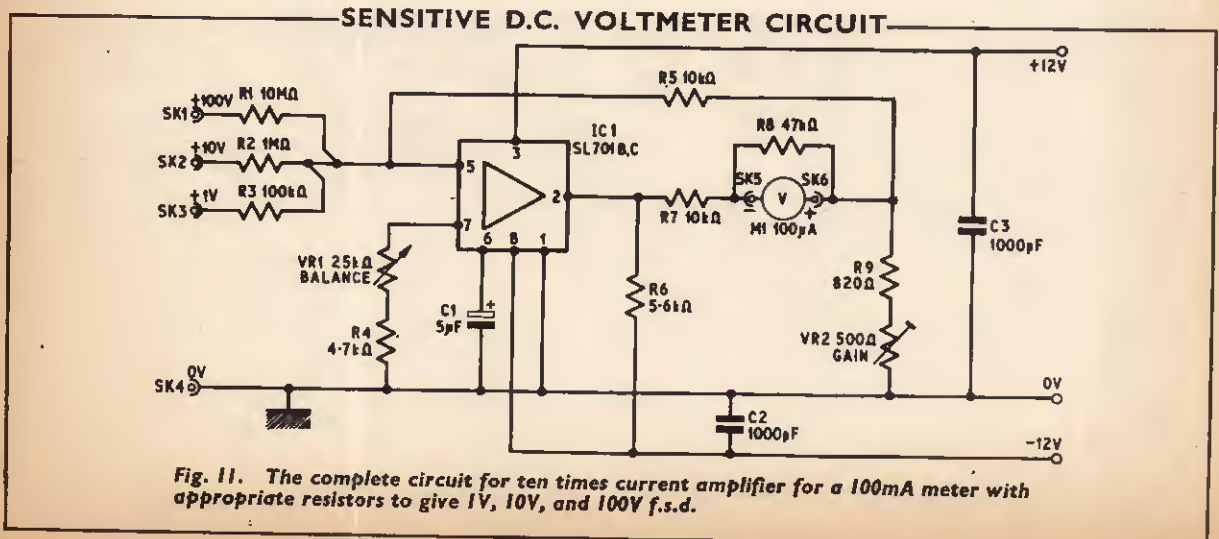 SENSITIVE D.C. VOLTMETER CIRCUIT
+12V
+100V
R1 10MΩ
SK1
+10V
R2 1MΩ
SK2
+1V
R3 100kΩ
SK3
R5 10kΩ
IC1
SL701B,C
3
5
7
2
6
8
1
R8 47kΩ
SK5
SK6
V
-
+
M1 100µA
R7 10kΩ
C3
1000pF
VR1 25kΩ
BALANCE
R4
4·7kΩ
C1
5µF
+
R6
5·6kΩ
R9
820Ω
VR2 500Ω
GAIN
0V
SK4
0V
C2
1000pF
-12V
Fig. 11. The complete circuit for ten times current amplifier for a 100mA meter with
appropriate resistors to give 1V, 10V, and 100V f.s.d.